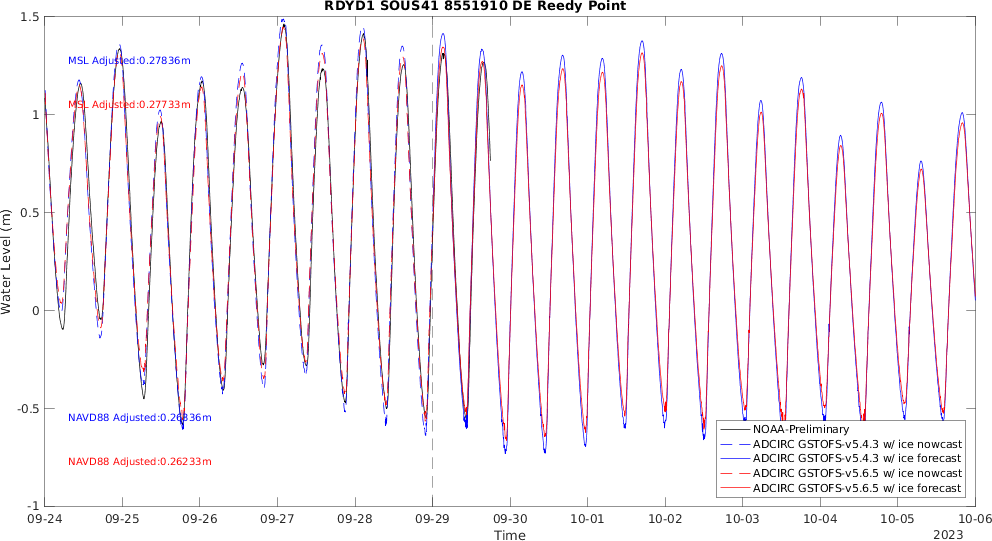 RDYD1 SOUS41 8551910 DE Reedy Point
1.5
1
0.5
0
-0.5
-1
Water Level (m)
MSL Adjusted:0.27836m
MSL Adjusted:0.27733m
NAVD88 Adjusted:0.26836m
NAVD88 Adjusted:0.26233m
NOAA-Preliminary
ADCIRC GSTOFS-v5.4.3 w/ ice nowcast
ADCIRC GSTOFS-v5.4.3 w/ ice forecast
ADCIRC GSTOFS-v5.6.5 w/ ice nowcast
ADCIRC GSTOFS-v5.6.5 w/ ice forecast
09-24 09-25 09-26 09-27 09-28 09-29 09-30 10-01 10-02 10-03 10-04 10-05 10-06
Time
2023